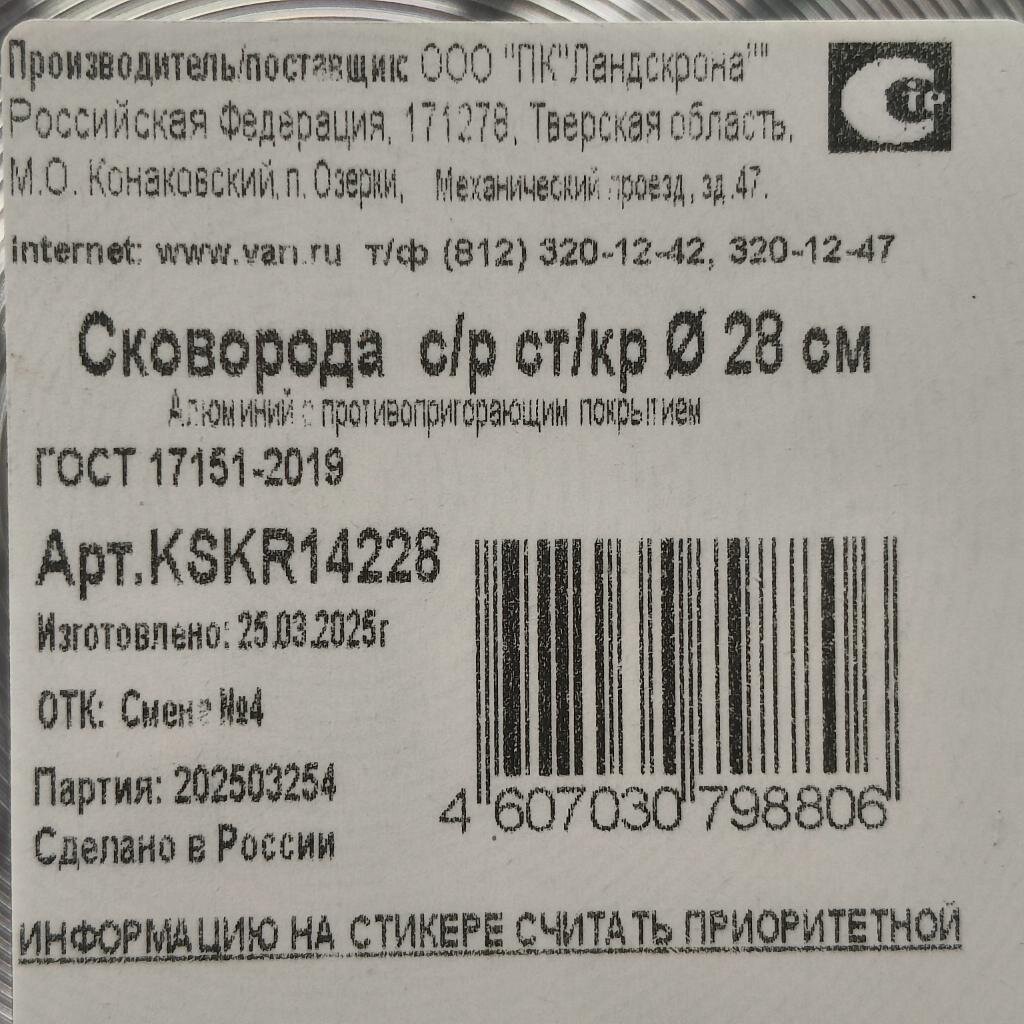 Производитель/поставщик: ООО "ПК"Ландскрона""
Российская Федерация, 171278, Тверская область,
М.О. Конаковский, п. Озерки, Механический проезд, зд.47.
internet: www.vari.ru т/ф (812) 320-12-42, 320-12-47
Сковорода с/р ст/кр Ø 28 см
Алюминий с противопригорающим покрытием
ГОСТ 17151-2019
Арт.KSKR14228
Изготовлено: 25.03.2025г
ОТК: Смена №4
Партия: 202503254
Сделано в России
4 607030 798806
ИНФОРМАЦИЮ НА СТИКЕРЕ СЧИТАТЬ ПРИОРИТЕТНОЙ